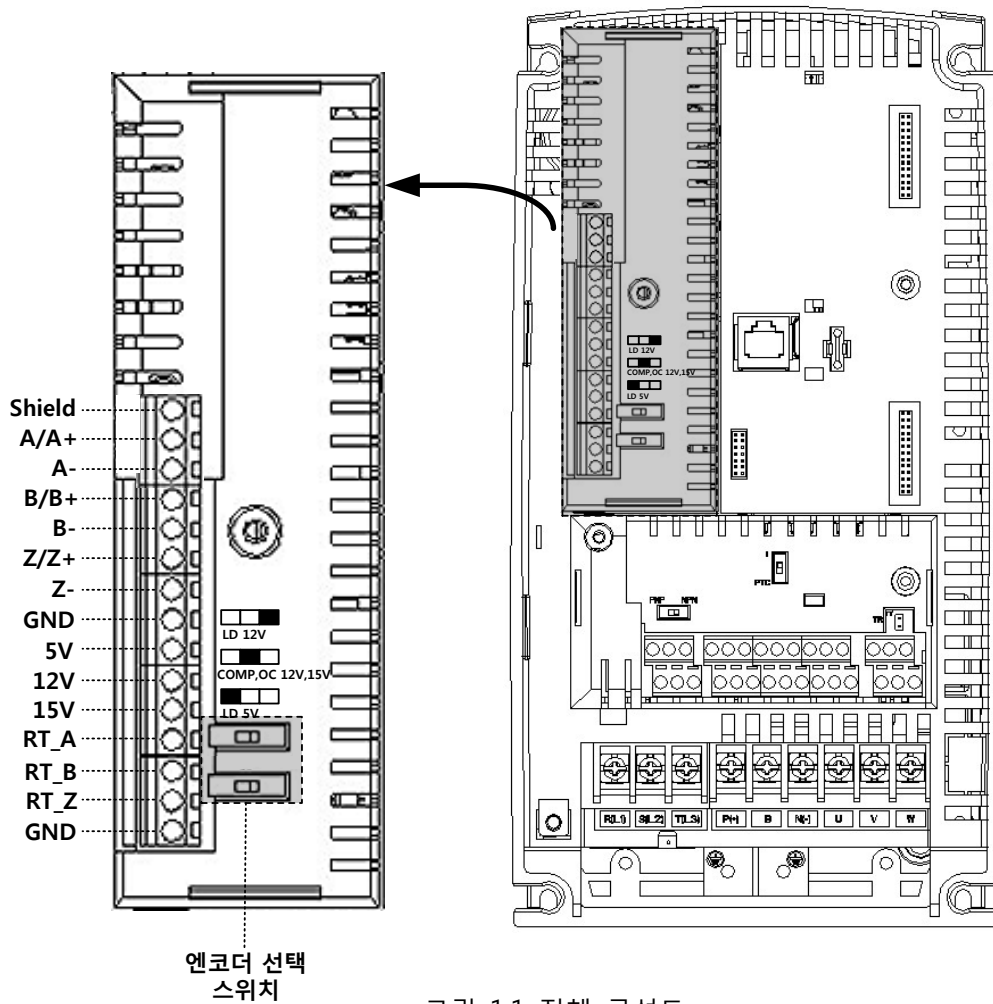 Shield
A/A+
A-
B/B+
B-
Z/Z+
Z-
GND
5V
12V
15V
RT_A
RT_B
RT_Z
GND
LD 12V
COMP,OC 12V,15V
LD 5V
엔코더 선택
스위치
LD 12V
COMP,OC 12V,15V
LD 5V
I
PTC
PNP NPN
TR
R(L1) S(L2) T(L3) P(+) B N(-) U V W